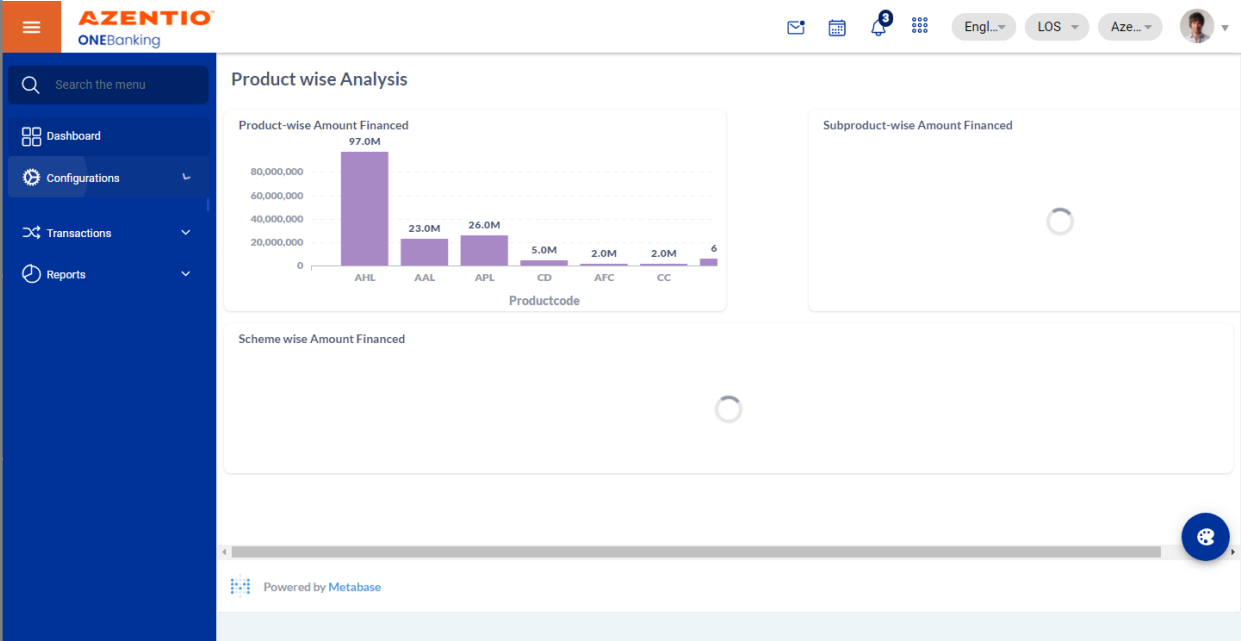 AZENTIO™
ONEBanking
3
Engl...
LOS
Aze...
Search the menu
Dashboard
Configurations
Transactions
Reports
Product wise Analysis
Product-wise Amount Financed
97.0M
80,000,000
60,000,000
40,000,000
20,000,000
0
23.0M
26.0M
5.0M
2.0M
2.0M
6
AHL
AAL
APL
CD
AFC
CC
Productcode
Subproduct-wise Amount Financed
Scheme wise Amount Financed
Powered by Metabase